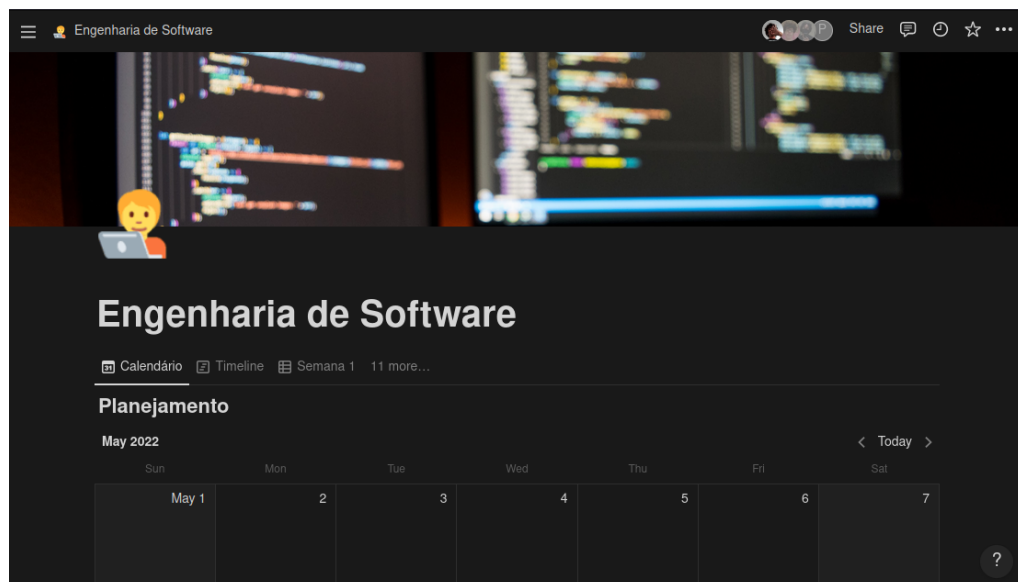 Engenharia de Software
P
Share
Engenharia de Software
Calendário Timeline Semana 1 11 more...
Planejamento
May 2022
Today
Sun Mon Tue Wed Thu Fri Sat
May 1 2 3 4 5 6 7
?